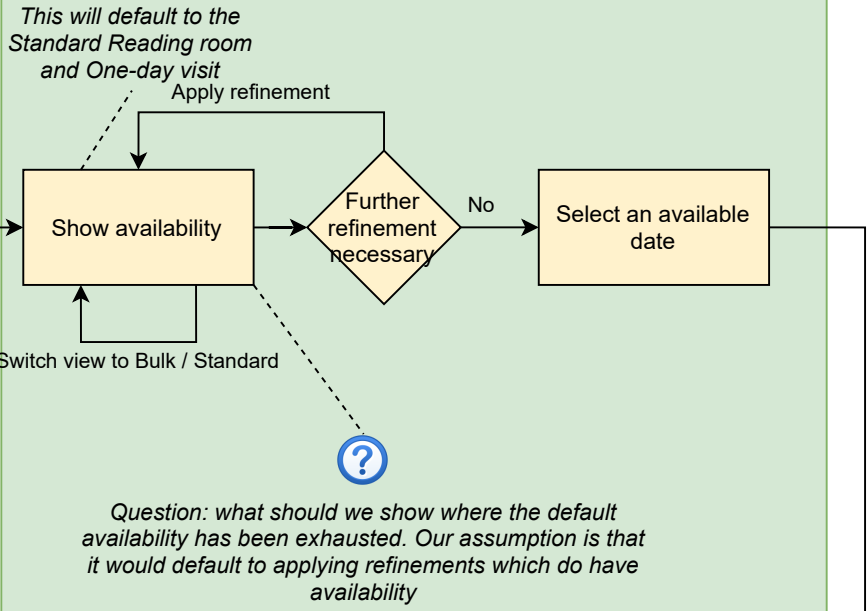 This will default to the
Standard Reading room
and One-day visit
Apply refinement
Show availability
Further
refinement
necessary
No
Select an available
date
Switch view to Bulk / Standard
?
Question: what should we show where the default
availability has been exhausted. Our assumption is that
it would default to applying refinements which do have
availability